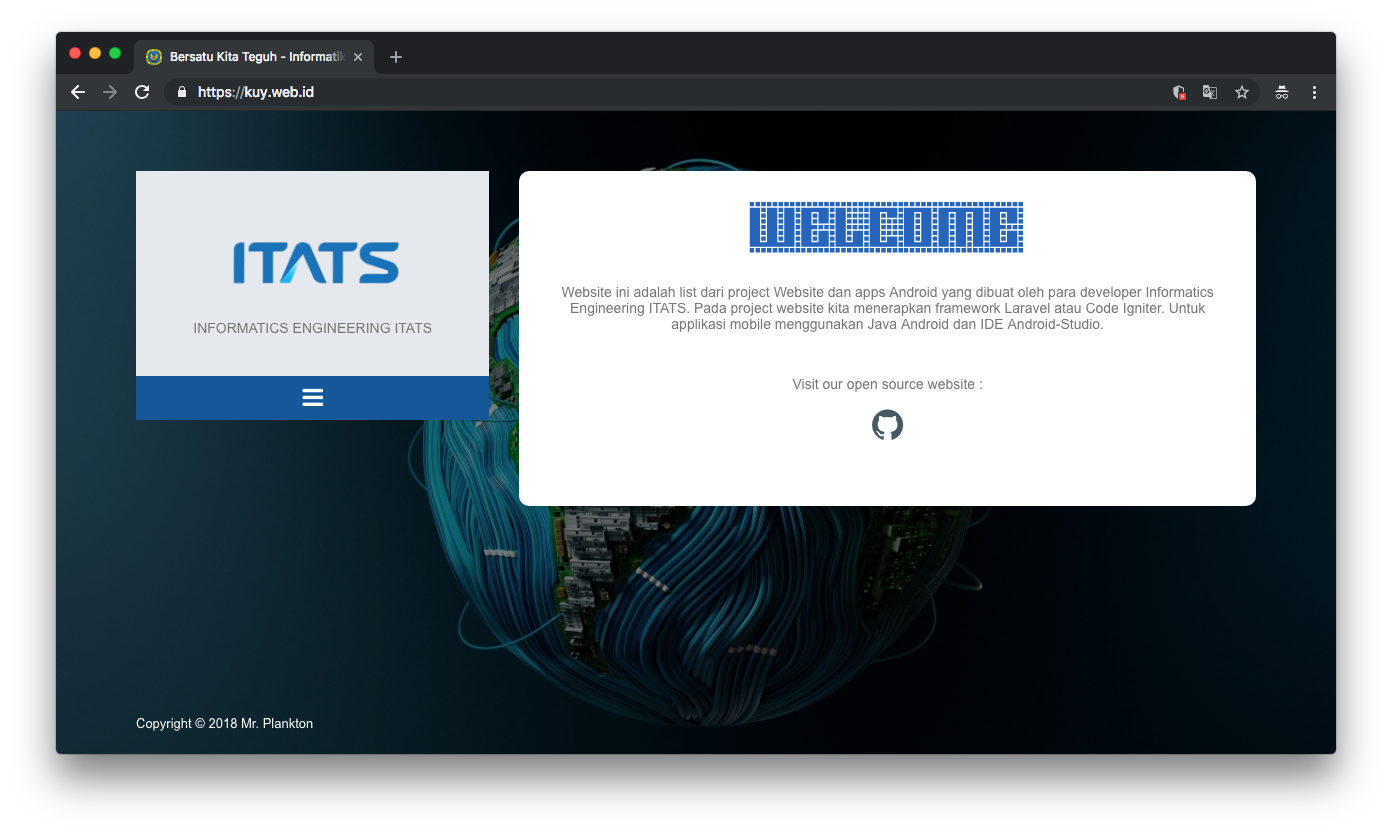 Bersatu Kita Teguh - Informatik
https://kuy.web.id
ITATS
INFORMATICS ENGINEERING ITATS
WELCOME
Website ini adalah list dari project Website dan apps Android yang dibuat oleh para developer Informatics
Engineering ITATS. Pada project website kita menerapkan framework Laravel atau Code Igniter. Untuk
applikasi mobile menggunakan Java Android dan IDE Android-Studio.
Visit our open source website :
Copyright © 2018 Mr. Plankton